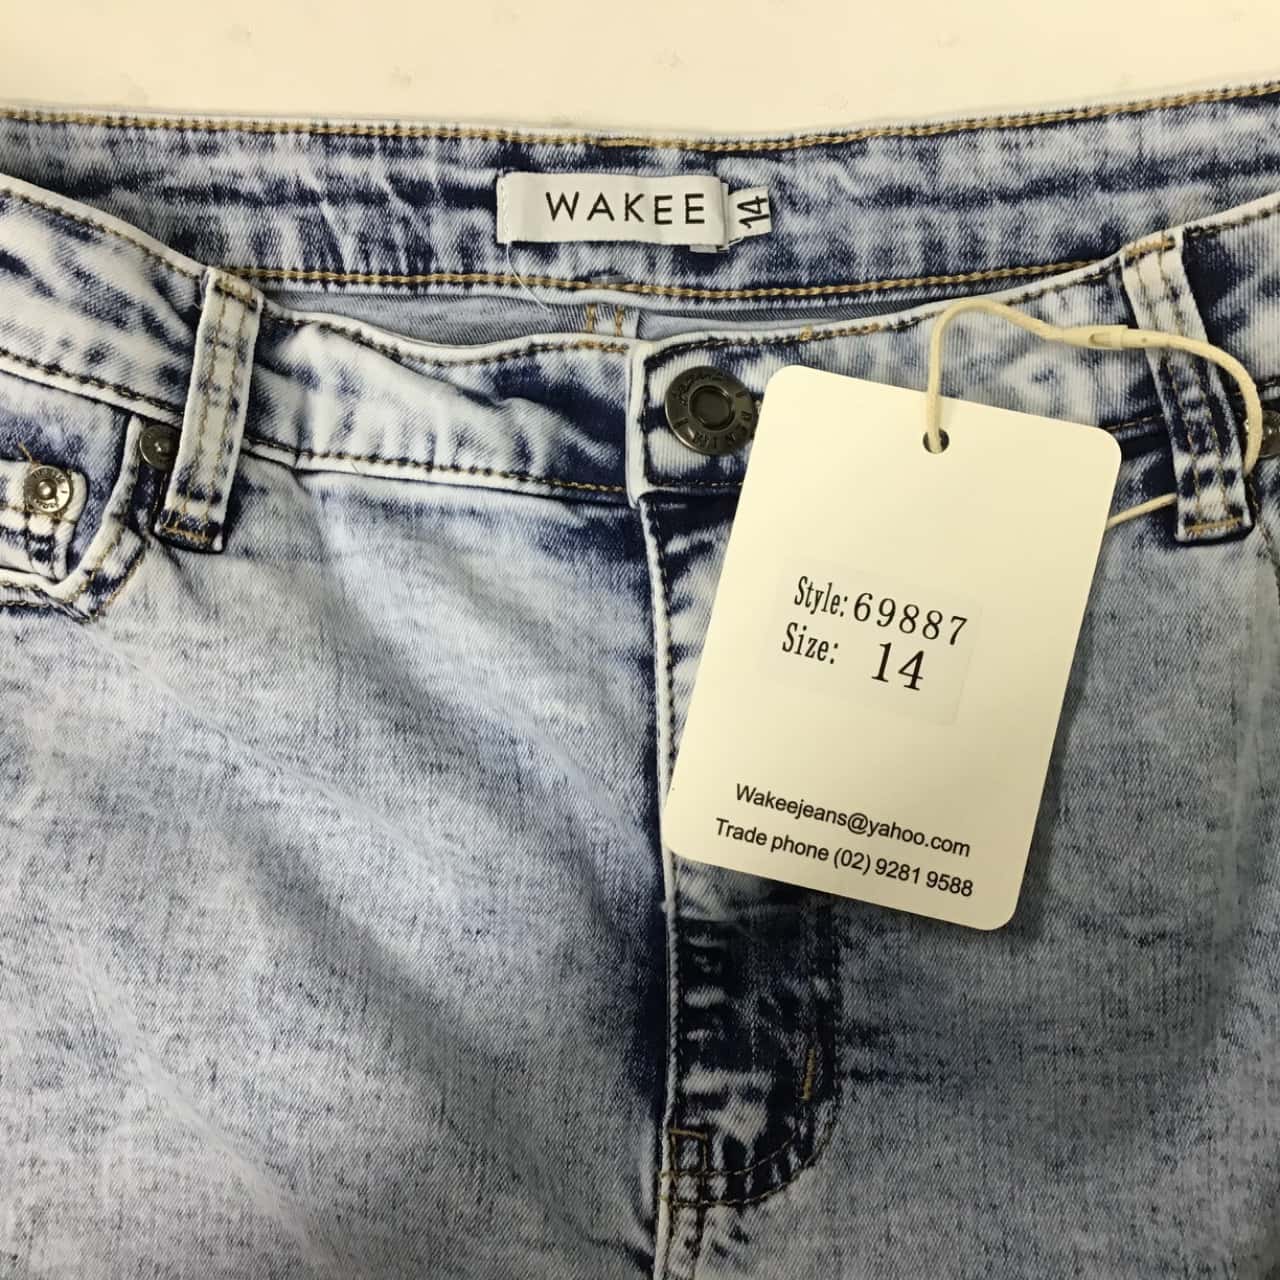 WAKEE
14
Style: 69887
Size: 14
Wakeejeans@yahoo.com
Trade phone (02) 9281 9588